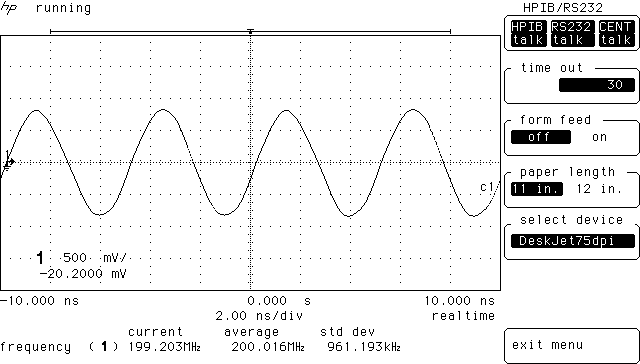 hp running
HPIB/RS232
HPIB RS232 CENT
talk talk talk
time out
30
form feed
off on
paper length
11 in. 12 in.
select device
DeskJet75dpi
exit menu
1
c1
1 500 mV/
-20.2000 mV
-10.000 ns 0.000 s 10.000 ns
2.00 ns/div realtime
current average std dev
frequency (1) 199.203MHz 200.016MHz 961.193kHz